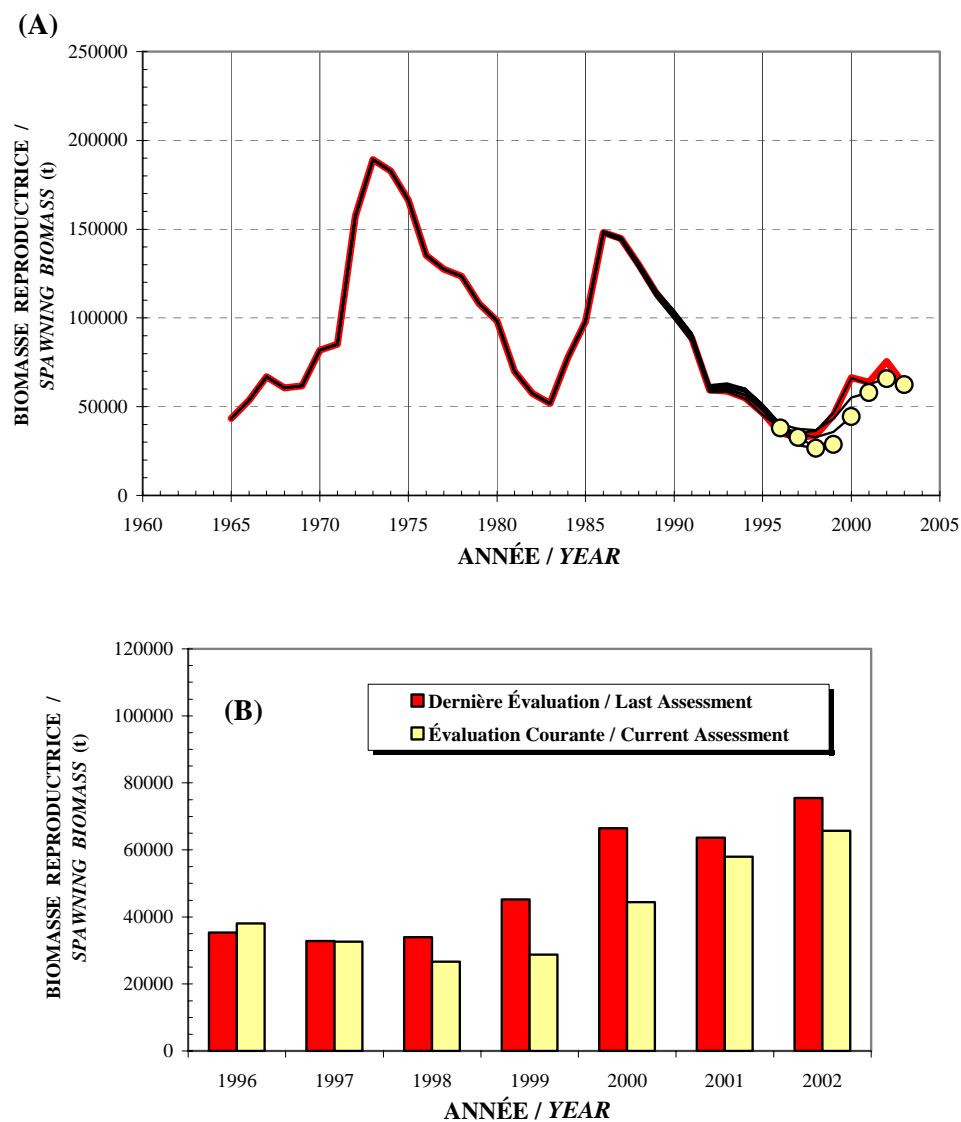 (A)
BIOMASSE REPRODUCTRICE /
SPAWNING BIOMASS (t)
250000
200000
150000
100000
50000
0
1960 1965 1970 1975 1980 1985 1990 1995 2000 2005
ANNÉE / YEAR
(B)
BIOMASSE REPRODUCTRICE /
SPAWNING BIOMASS (t)
120000
100000
80000
60000
40000
20000
0
Dernière Évaluation / Last Assessment
Évaluation Courante / Current Assessment
1996 1997 1998 1999 2000 2001 2002
ANNÉE / YEAR